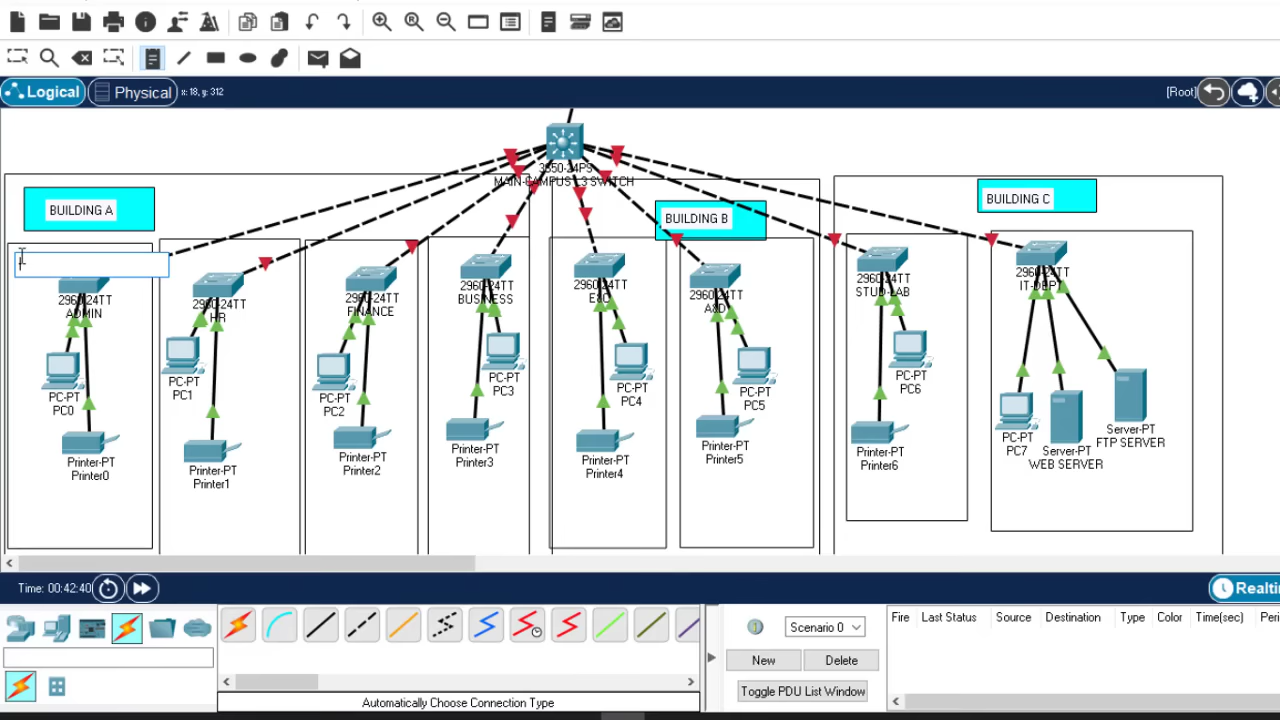 Logical
Physical
x: 18, y: 312
[Root]
3650-24PS
MAIN-CAMPUS L3 SWITCH
BUILDING A
BUILDING B
BUILDING C
2960-24TT
ADMIN
2960-24TT
HR
2960-24TT
FINANCE
2960-24TT
BUSINESS
2960-24TT
E&C
2960-24TT
A&D
2960-24TT
STUD-LAB
2960-24TT
IT-DEPT
PC-PT
PC0
PC-PT
PC1
PC-PT
PC2
PC-PT
PC3
PC-PT
PC4
PC-PT
PC5
PC-PT
PC6
PC-PT
PC7
Server-PT
WEB SERVER
Server-PT
FTP SERVER
Printer-PT
Printer0
Printer-PT
Printer1
Printer-PT
Printer2
Printer-PT
Printer3
Printer-PT
Printer4
Printer-PT
Printer5
Printer-PT
Printer6
Time: 00:42:40
Realti
Scenario 0
New
Delete
Toggle PDU List Window
Fire Last Status Source Destination Type Color Time(sec) Peri
Automatically Choose Connection Type